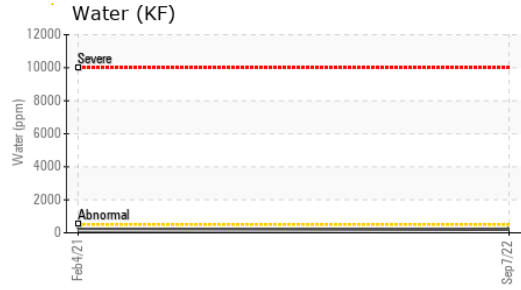 Water (KF)
12000
Severe
10000
8000
6000
Water (ppm)
4000
2000
Abnormal
0
Feb4/21
Sep7/22